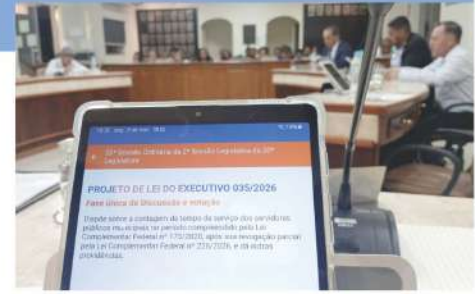 Sessão Ordinária da 2ª Sessão Legislativa da 20ª
Legislatura
PROJETO DE LEI DO EXECUTIVO 035/2026
Fase única de Discussão e votação
Dispõe sobre a contagem do tempo de serviço dos servidores
públicos municipais no período compreendido pela Lei
Complementar Federal nº 173/2020, após sua revogação parcial
pela Lei Complementar Federal nº 226/2026, e dá outras
providências.